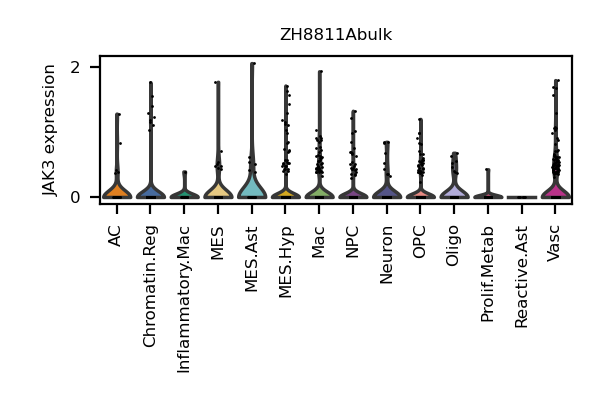 ZH8811Abulk
JAK3 expression
2
0
AC
Chromatin.Reg
Inflammatory.Mac
MES
MES.Ast
MES.Hyp
Mac
NPC
Neuron
OPC
Oligo
Prolif.Metab
Reactive.Ast
Vasc